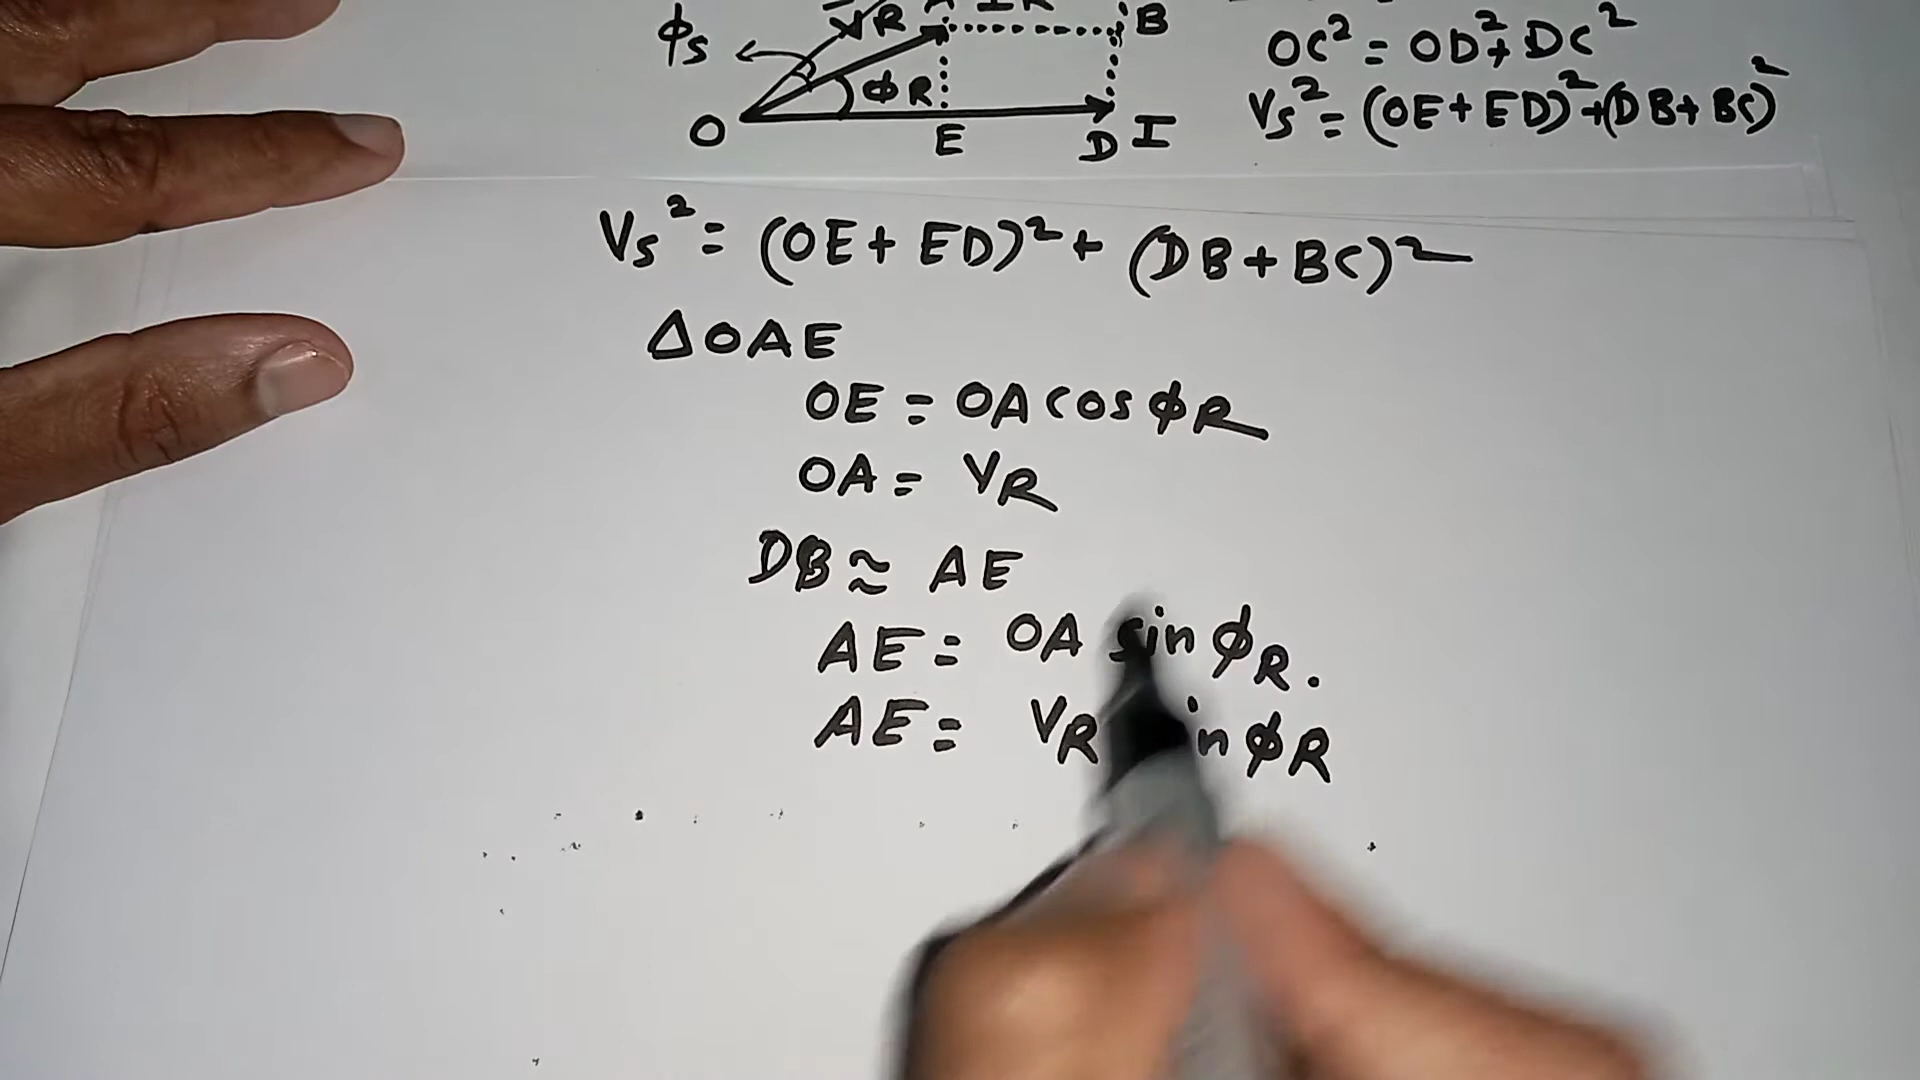 ϕs VR A IR B
ϕR
O E D I
OC² = OD² + DC²
Vs² = (OE + ED)² + (DB + BC)²
Vs² = (OE + ED)² + (DB + BC)²
ΔOAE
OE = OA cos ϕR
OA = VR
DB ≈ AE
AE = OA sin ϕR.
AE = VR sin ϕR